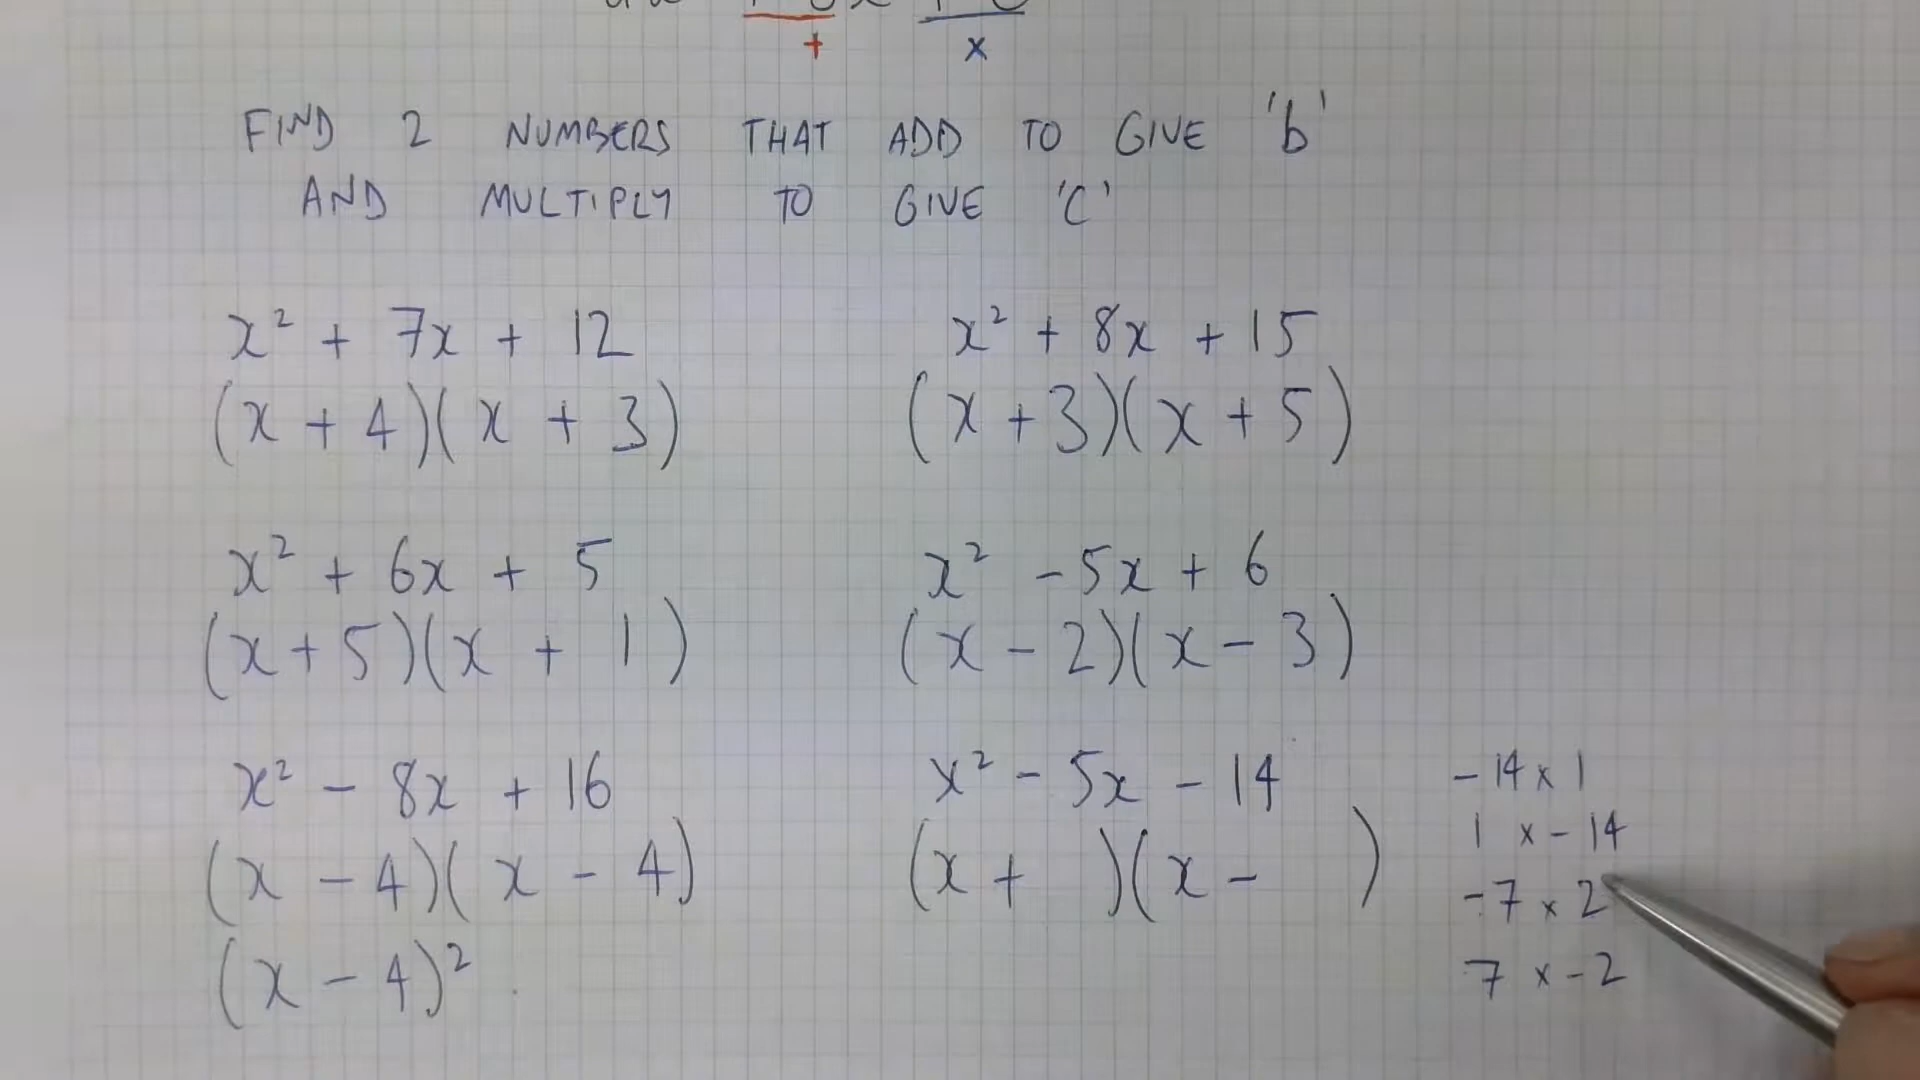 + x
FIND 2 NUMBERS THAT ADD TO GIVE 'b'
AND MULTIPLY TO GIVE 'C'
x² + 7x + 12
(x + 4)(x + 3)
x² + 8x + 15
(x + 3)(x + 5)
x² + 6x + 5
(x + 5)(x + 1)
x² - 5x + 6
(x - 2)(x - 3)
x² - 8x + 16
(x - 4)(x - 4)
(x - 4)²
x² - 5x - 14
(x + )(x - )
-14 x 1
1 x -14
-7 x 2
7 x -2